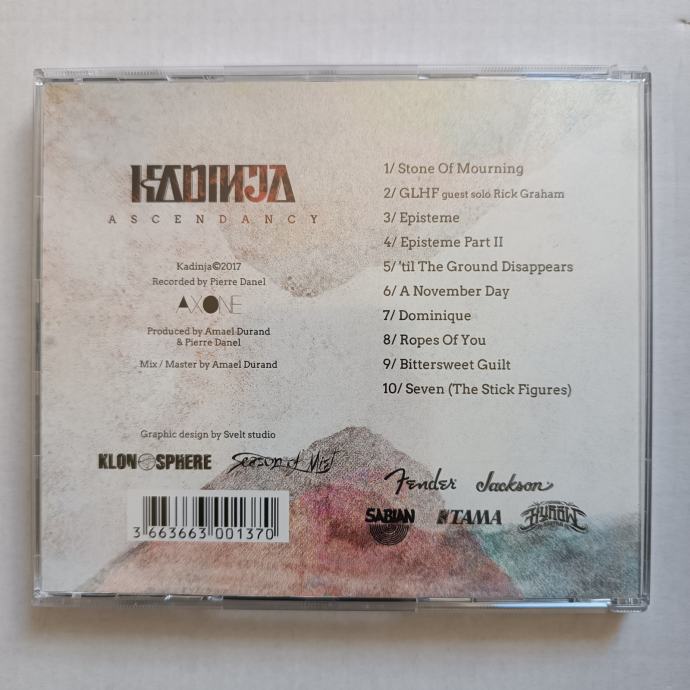 KADINJA
ASCENDANCY
Kadinja©2017
Recorded by Pierre Danel
AXONE
Produced by Amael Durand
& Pierre Danel
Mix / Master by Amael Durand
1/ Stone Of Mourning
2/ GLHF guest solo Rick Graham
3/ Episteme
4/ Episteme Part II
5/ 'til The Ground Disappears
6/ A November Day
7/ Dominique
8/ Ropes Of You
9/ Bittersweet Guilt
10/ Seven (The Stick Figures)
Graphic design by Svelt studio
KLONOSPHERE
Season of Mist
3 663663 001370
Fender
Jackson
SABIAN
TAMA